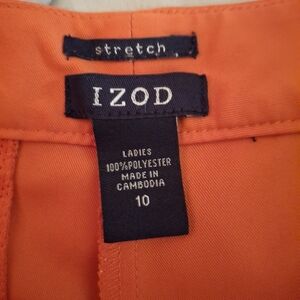 stretch
IZOD
LADIES
100%POLYESTER
MADE IN
CAMBODIA
10